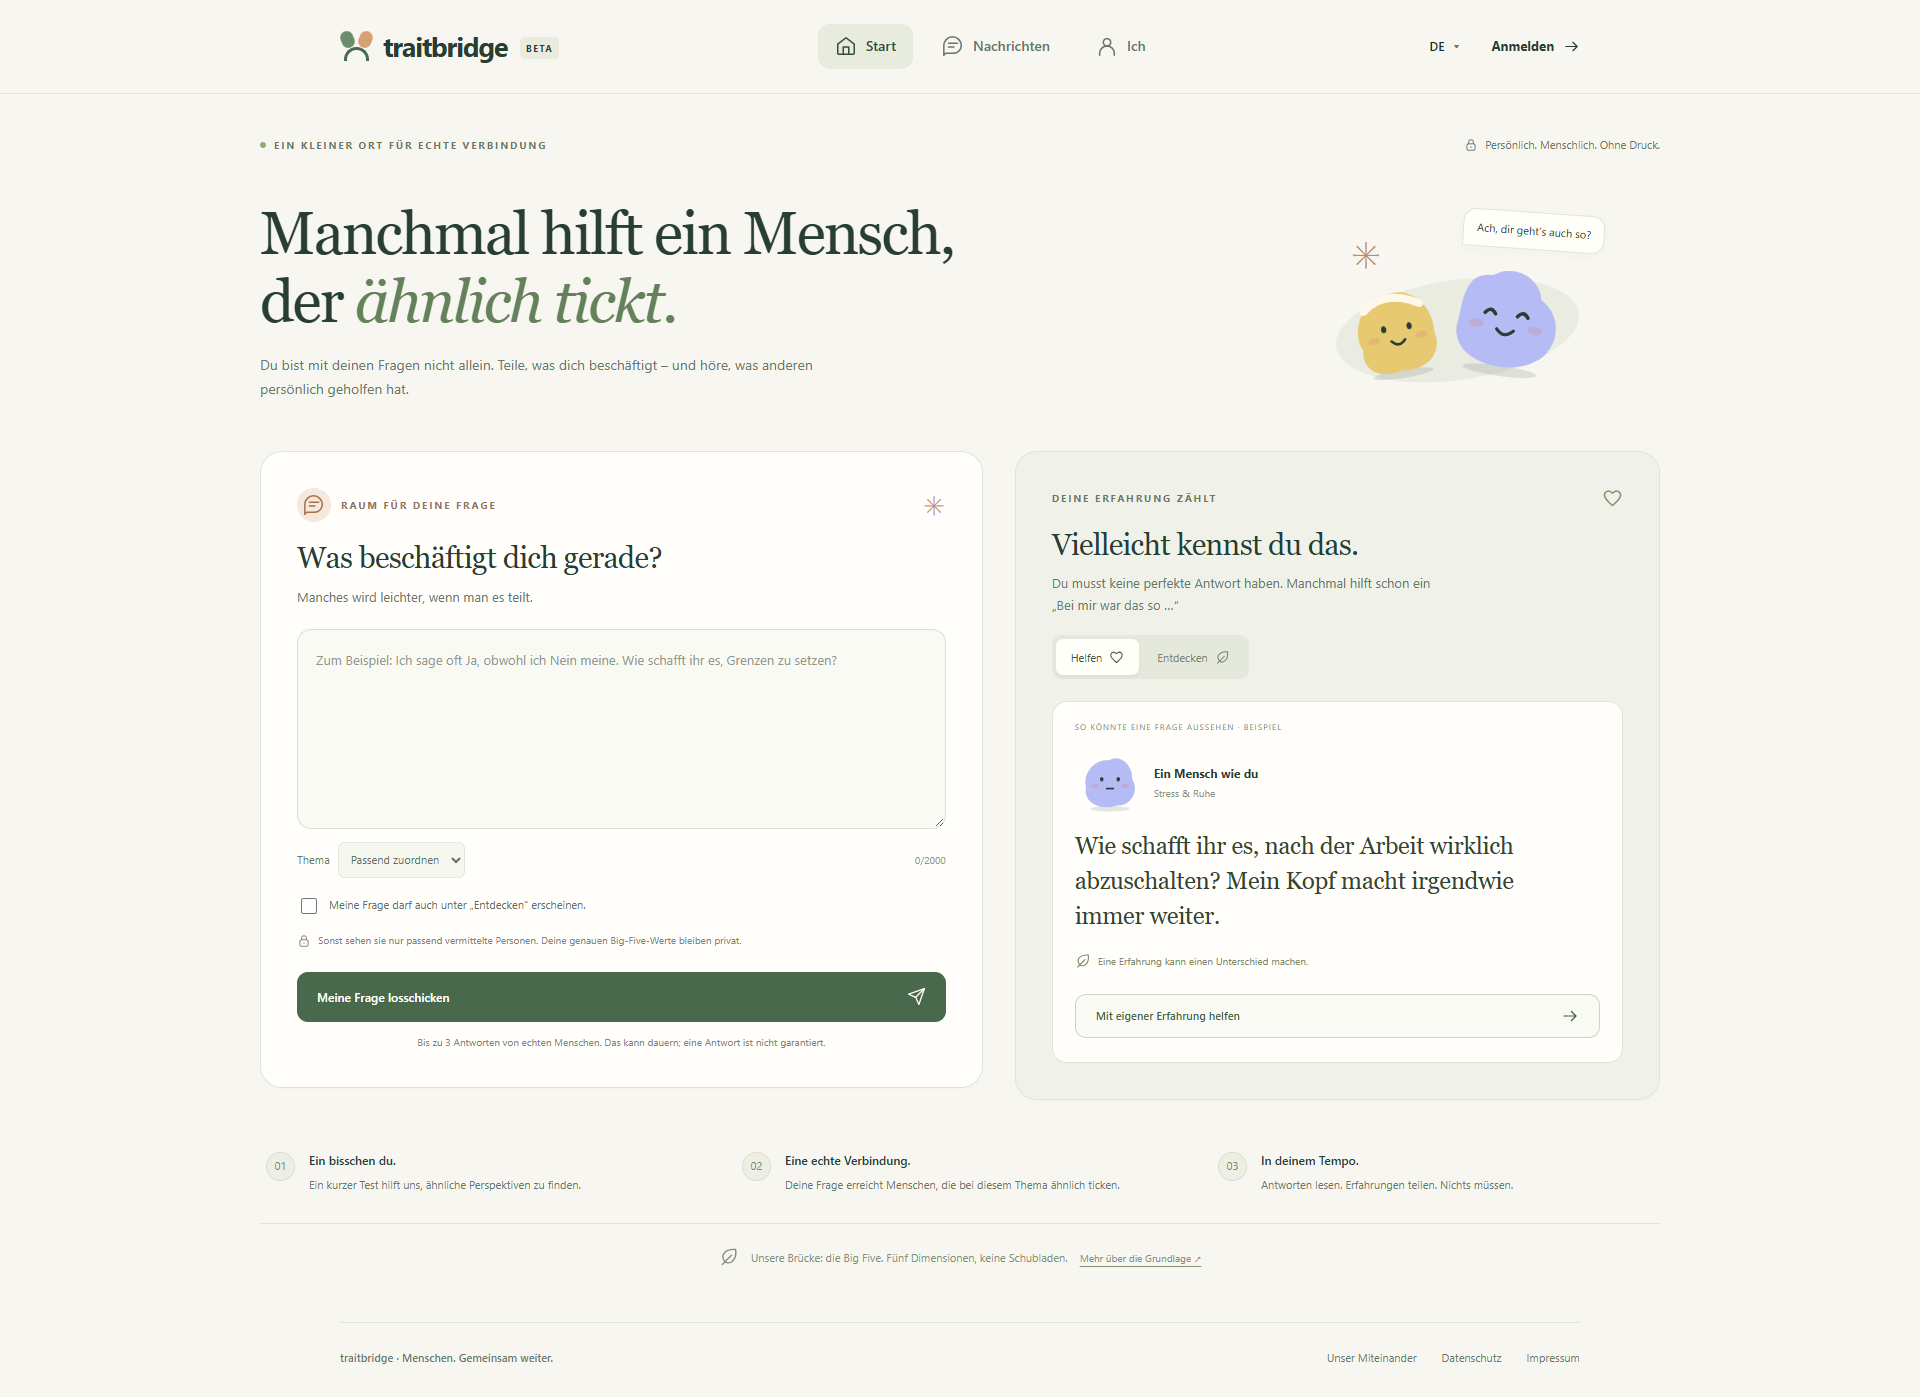 traitbridge BETA
Start
Nachrichten
Ich
DE
Anmelden
EIN KLEINER ORT FÜR ECHTE VERBINDUNG
Persönlich. Menschlich. Ohne Druck.
Manchmal hilft ein Mensch,
der ähnlich tickt.
Du bist mit deinen Fragen nicht allein. Teile, was dich beschäftigt – und höre, was anderen
persönlich geholfen hat.
Ach, dir geht's auch so?
RAUM FÜR DEINE FRAGE
Was beschäftigt dich gerade?
Manches wird leichter, wenn man es teilt.
Zum Beispiel: Ich sage oft Ja, obwohl ich Nein meine. Wie schafft ihr es, Grenzen zu setzen?
Thema
Passend zuordnen
0/2000
Meine Frage darf auch unter „Entdecken“ erscheinen.
Sonst sehen sie nur passend vermittelte Personen. Deine genauen Big-Five-Werte bleiben privat.
Meine Frage losschicken
Bis zu 3 Antworten von echten Menschen. Das kann dauern; eine Antwort ist nicht garantiert.
DEINE ERFAHRUNG ZÄHLT
Vielleicht kennst du das.
Du musst keine perfekte Antwort haben. Manchmal hilft schon ein
„Bei mir war das so …“
Helfen
Entdecken
SO KÖNNTE EINE FRAGE AUSSEHEN · BEISPIEL
Ein Mensch wie du
Stress & Ruhe
Wie schafft ihr es, nach der Arbeit wirklich
abzuschalten? Mein Kopf macht irgendwie
immer weiter.
Eine Erfahrung kann einen Unterschied machen.
Mit eigener Erfahrung helfen
01
Ein bisschen du.
Ein kurzer Test hilft uns, ähnliche Perspektiven zu finden.
02
Eine echte Verbindung.
Deine Frage erreicht Menschen, die bei diesem Thema ähnlich ticken.
03
In deinem Tempo.
Antworten lesen. Erfahrungen teilen. Nichts müssen.
Unsere Brücke: die Big Five. Fünf Dimensionen, keine Schubladen.
Mehr über die Grundlage ↗
traitbridge · Menschen. Gemeinsam weiter.
Unser Miteinander
Datenschutz
Impressum